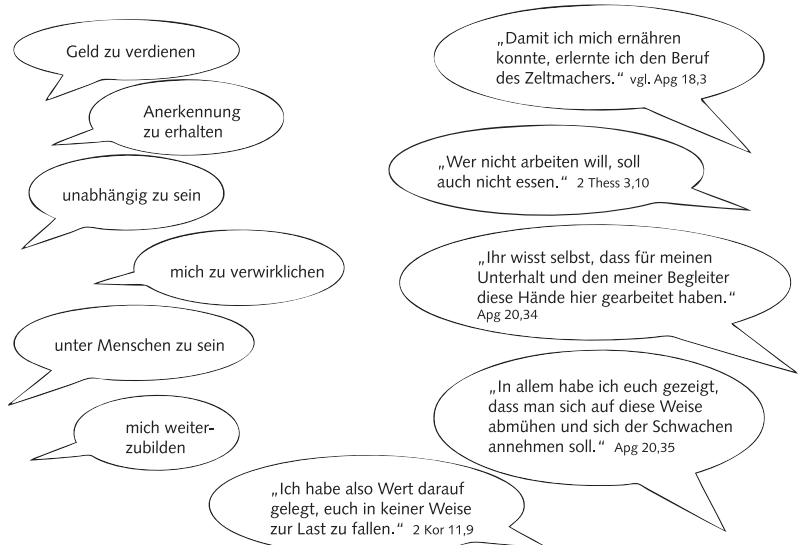 Geld zu verdienen
Anerkennung
zu erhalten
unabhängig zu sein
mich zu verwirklichen
unter Menschen zu sein
mich weiter-
zubilden
„Damit ich mich ernähren
konnte, erlernte ich den Beruf
des Zeltmachers.“ vgl. Apg 18,3
„Wer nicht arbeiten will, soll
auch nicht essen.“ 2 Thess 3,10
„Ihr wisst selbst, dass für meinen
Unterhalt und den meiner Begleiter
diese Hände hier gearbeitet haben.“
Apg 20,34
„In allem habe ich euch gezeigt,
dass man sich auf diese Weise
abmühen und sich der Schwachen
annehmen soll.“ Apg 20,35
„Ich habe also Wert darauf
gelegt, euch in keiner Weise
zur Last zu fallen.“ 2 Kor 11,9